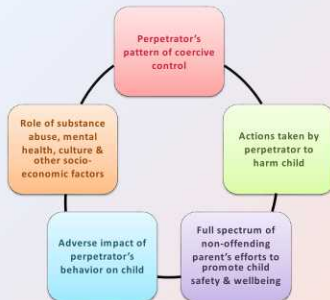 Perpetrator's
pattern of coercive
control
Actions taken by
perpetrator to
harm child
Full spectrum of
non-offending
parent's efforts to
promote child
safety & wellbeing
Adverse impact of
perpetrator's
behavior on child
Role of substance
abuse, mental
health, culture &
other socio-
economic factors